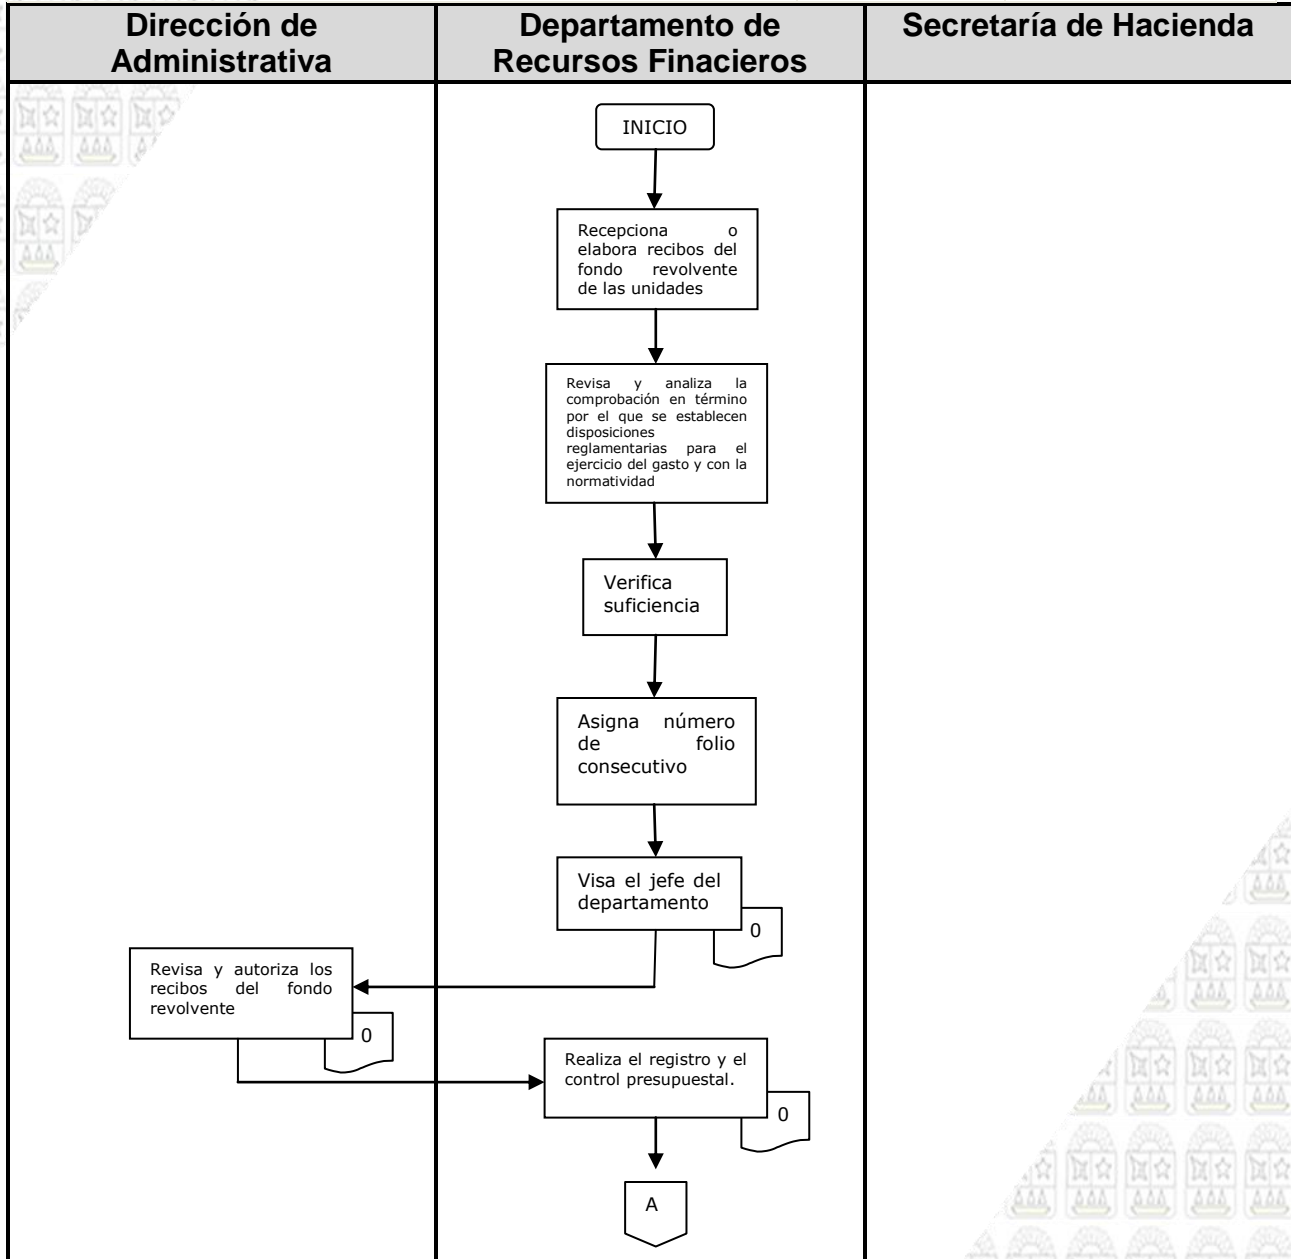 Dirección de
Administrativa
Departamento de
Recursos Finacieros
Secretaría de Hacienda
INICIO
Recepciona o
elabora recibos del
fondo revolvente
de las unidades
Revisa y analiza la
comprobación en término
por el que se establecen
disposiciones
reglamentarias para el
ejercicio del gasto y con la
normatividad
Verifica
suficiencia
Asigna número
de folio
consecutivo
Visa el jefe del
departamento
0
Revisa y autoriza los
recibos del fondo
revolvente
0
Realiza el registro y el
control presupuestal.
0
A